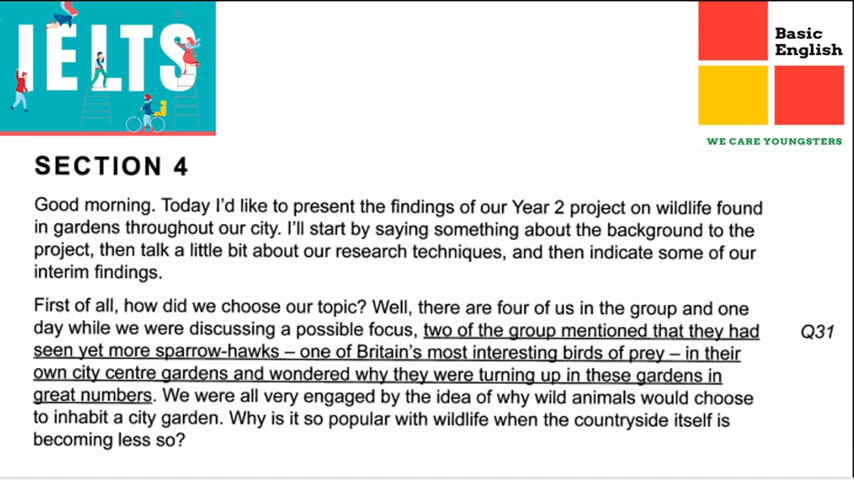 IELTS
Basic
English
WE CARE YOUNGSTERS
SECTION 4
Good morning. Today I'd like to present the findings of our Year 2 project on wildlife found
in gardens throughout our city. I'll start by saying something about the background to the
project, then talk a little bit about our research techniques, and then indicate some of our
interim findings.
First of all, how did we choose our topic? Well, there are four of us in the group and one
day while we were discussing a possible focus, two of the group mentioned that they had
seen yet more sparrow-hawks – one of Britain's most interesting birds of prey – in their
own city centre gardens and wondered why they were turning up in these gardens in
great numbers. We were all very engaged by the idea of why wild animals would choose
to inhabit a city garden. Why is it so popular with wildlife when the countryside itself is
becoming less so?
Q31